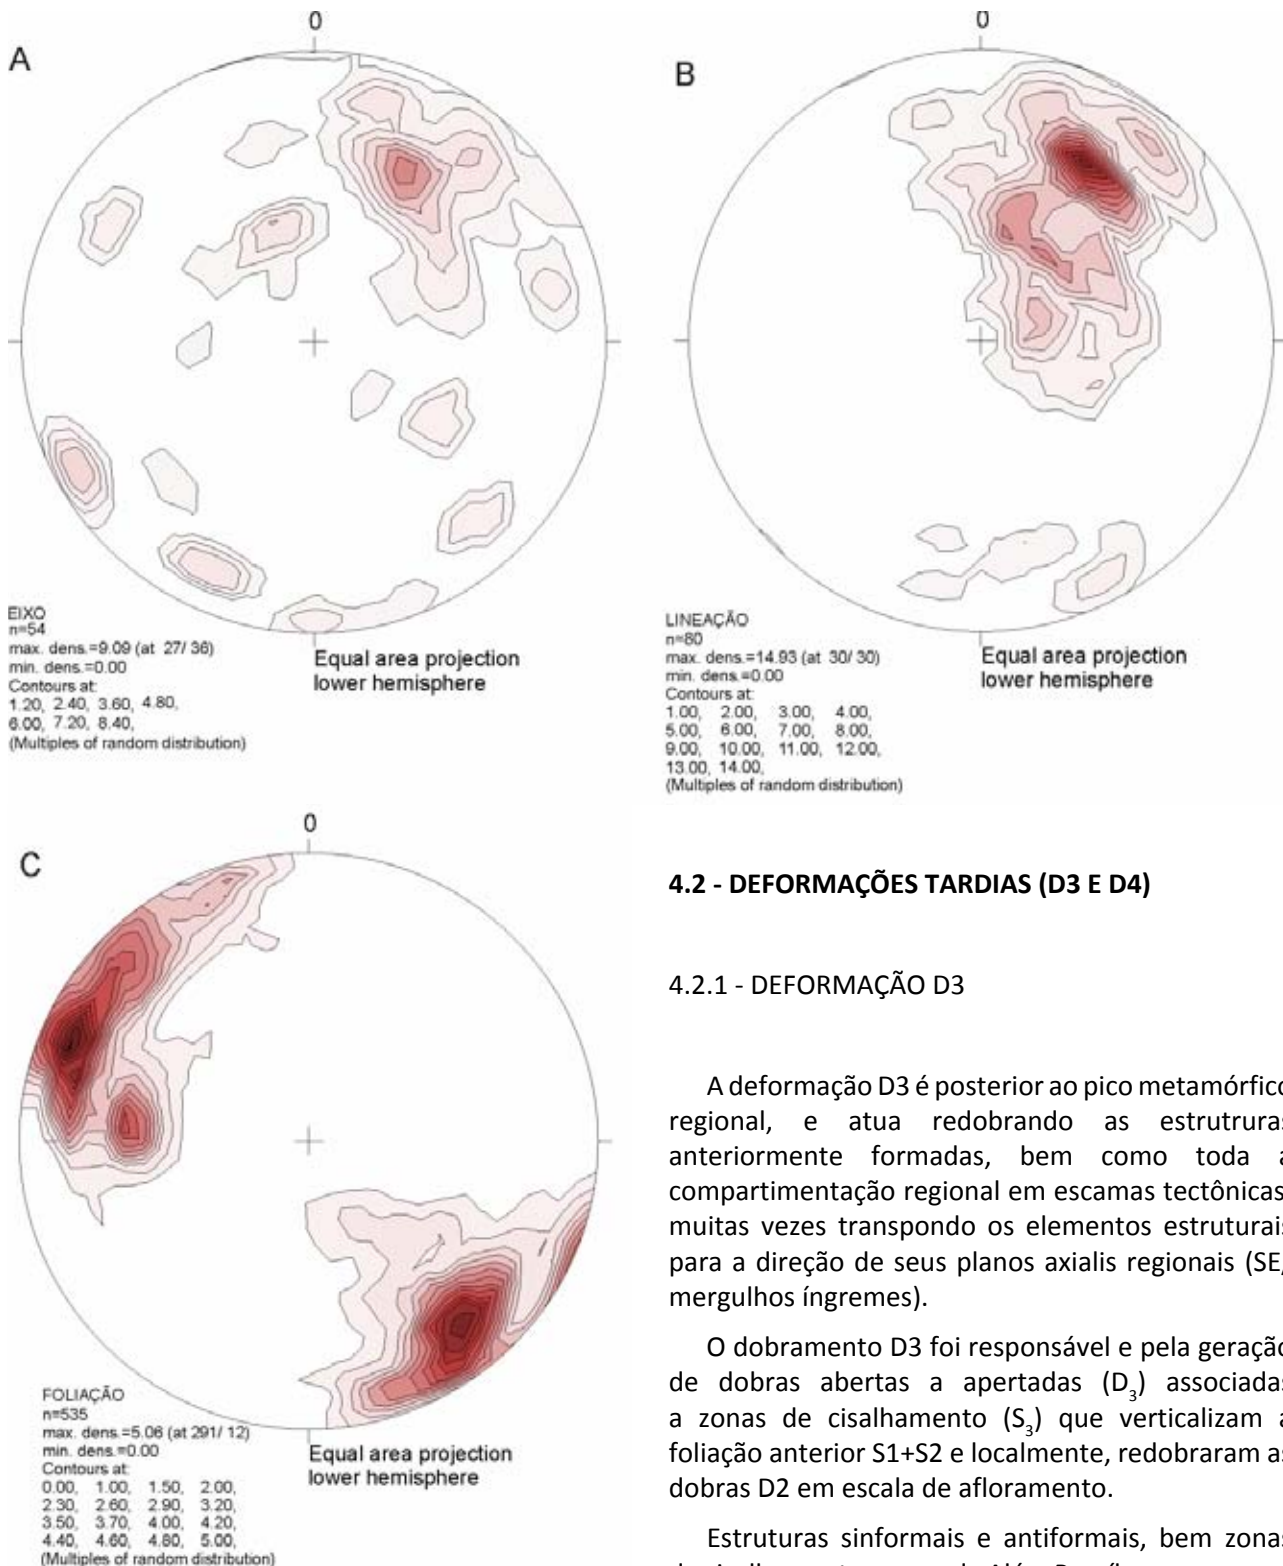 0
A
EIXO
n=54
max. dens.=9.09 (at 27/ 36)
min. dens.=0.00
Contours at:
1.20, 2.40, 3.60, 4.80,
6.00, 7.20, 8.40,
(Multiples of random distribution)
Equal area projection
lower hemisphere
0
B
LINEAÇÃO
n=80
max. dens.=14.93 (at 30/ 30)
min. dens.=0.00
Contours at:
1.00, 2.00, 3.00, 4.00,
5.00, 6.00, 7.00, 8.00,
9.00, 10.00, 11.00, 12.00,
13.00, 14.00,
(Multiples of random distribution)
Equal area projection
lower hemisphere
0
C
FOLIAÇÃO
n=535
max. dens.=5.06 (at 291/ 12)
min. dens.=0.00
Contours at:
0.00, 1.00, 1.50, 2.00,
2.30, 2.60, 2.90, 3.20,
3.50, 3.70, 4.00, 4.20,
4.40, 4.60, 4.80, 5.00,
(Multiples of random distribution)
Equal area projection
lower hemisphere
4.2 - DEFORMAÇÕES TARDIAS (D3 E D4)
4.2.1 - DEFORMAÇÃO D3
A deformação D3 é posterior ao pico metamórfico
regional, e atua redobrando as estrutruras
anteriormente formadas, bem como toda a
compartimentação regional em escamas tectônicas
muitas vezes transpondo os elementos estruturais
para a direção de seus planos axialis regionais (SE,
mergulhos íngremes).
O dobramento D3 foi responsável e pela geração
de dobras abertas a apertadas (D3) associadas
a zonas de cisalhamento (S3) que verticalizam a
foliação anterior S1+S2 e localmente, redobraram as
dobras D2 em escala de afloramento.
Estruturas sinformais e antiformais, bem zonas